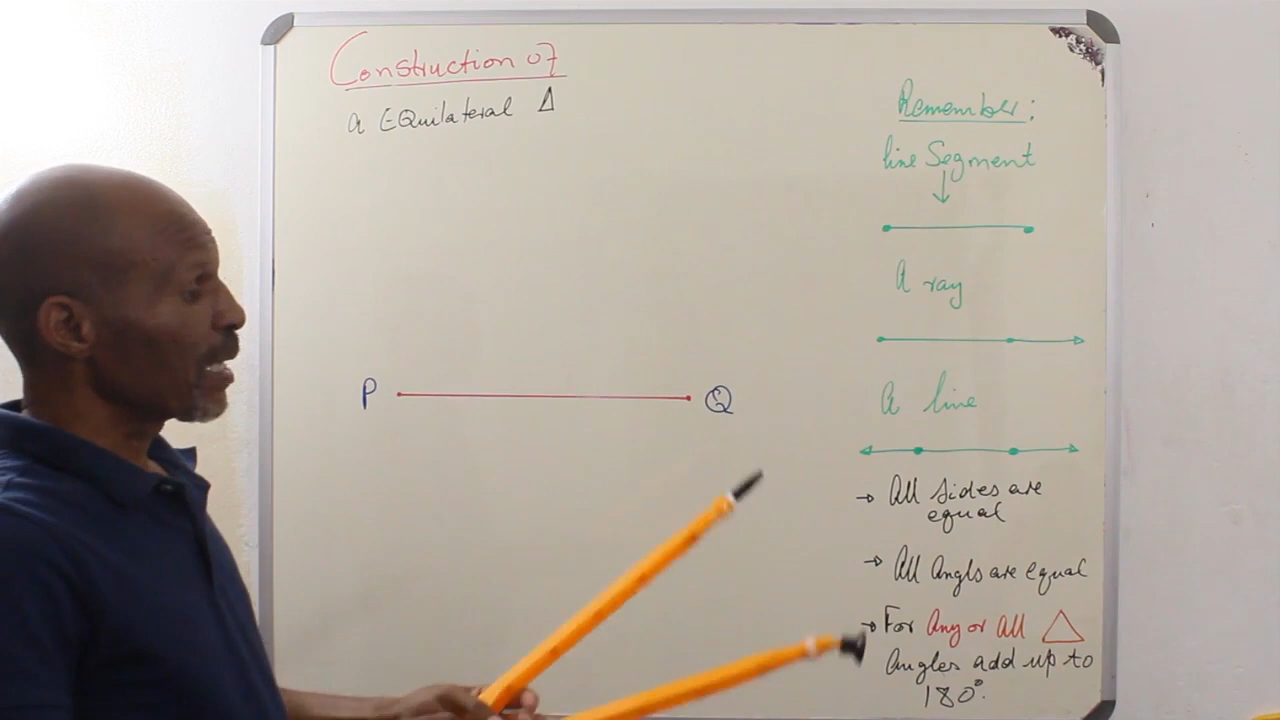 Construction of
a EQuilateral Δ
P
Q
Remember:
line Segment
A ray
A line
→ All sides are
equal
→ All Angls are equal
→ For Any or All △
Angles add up to
180°.